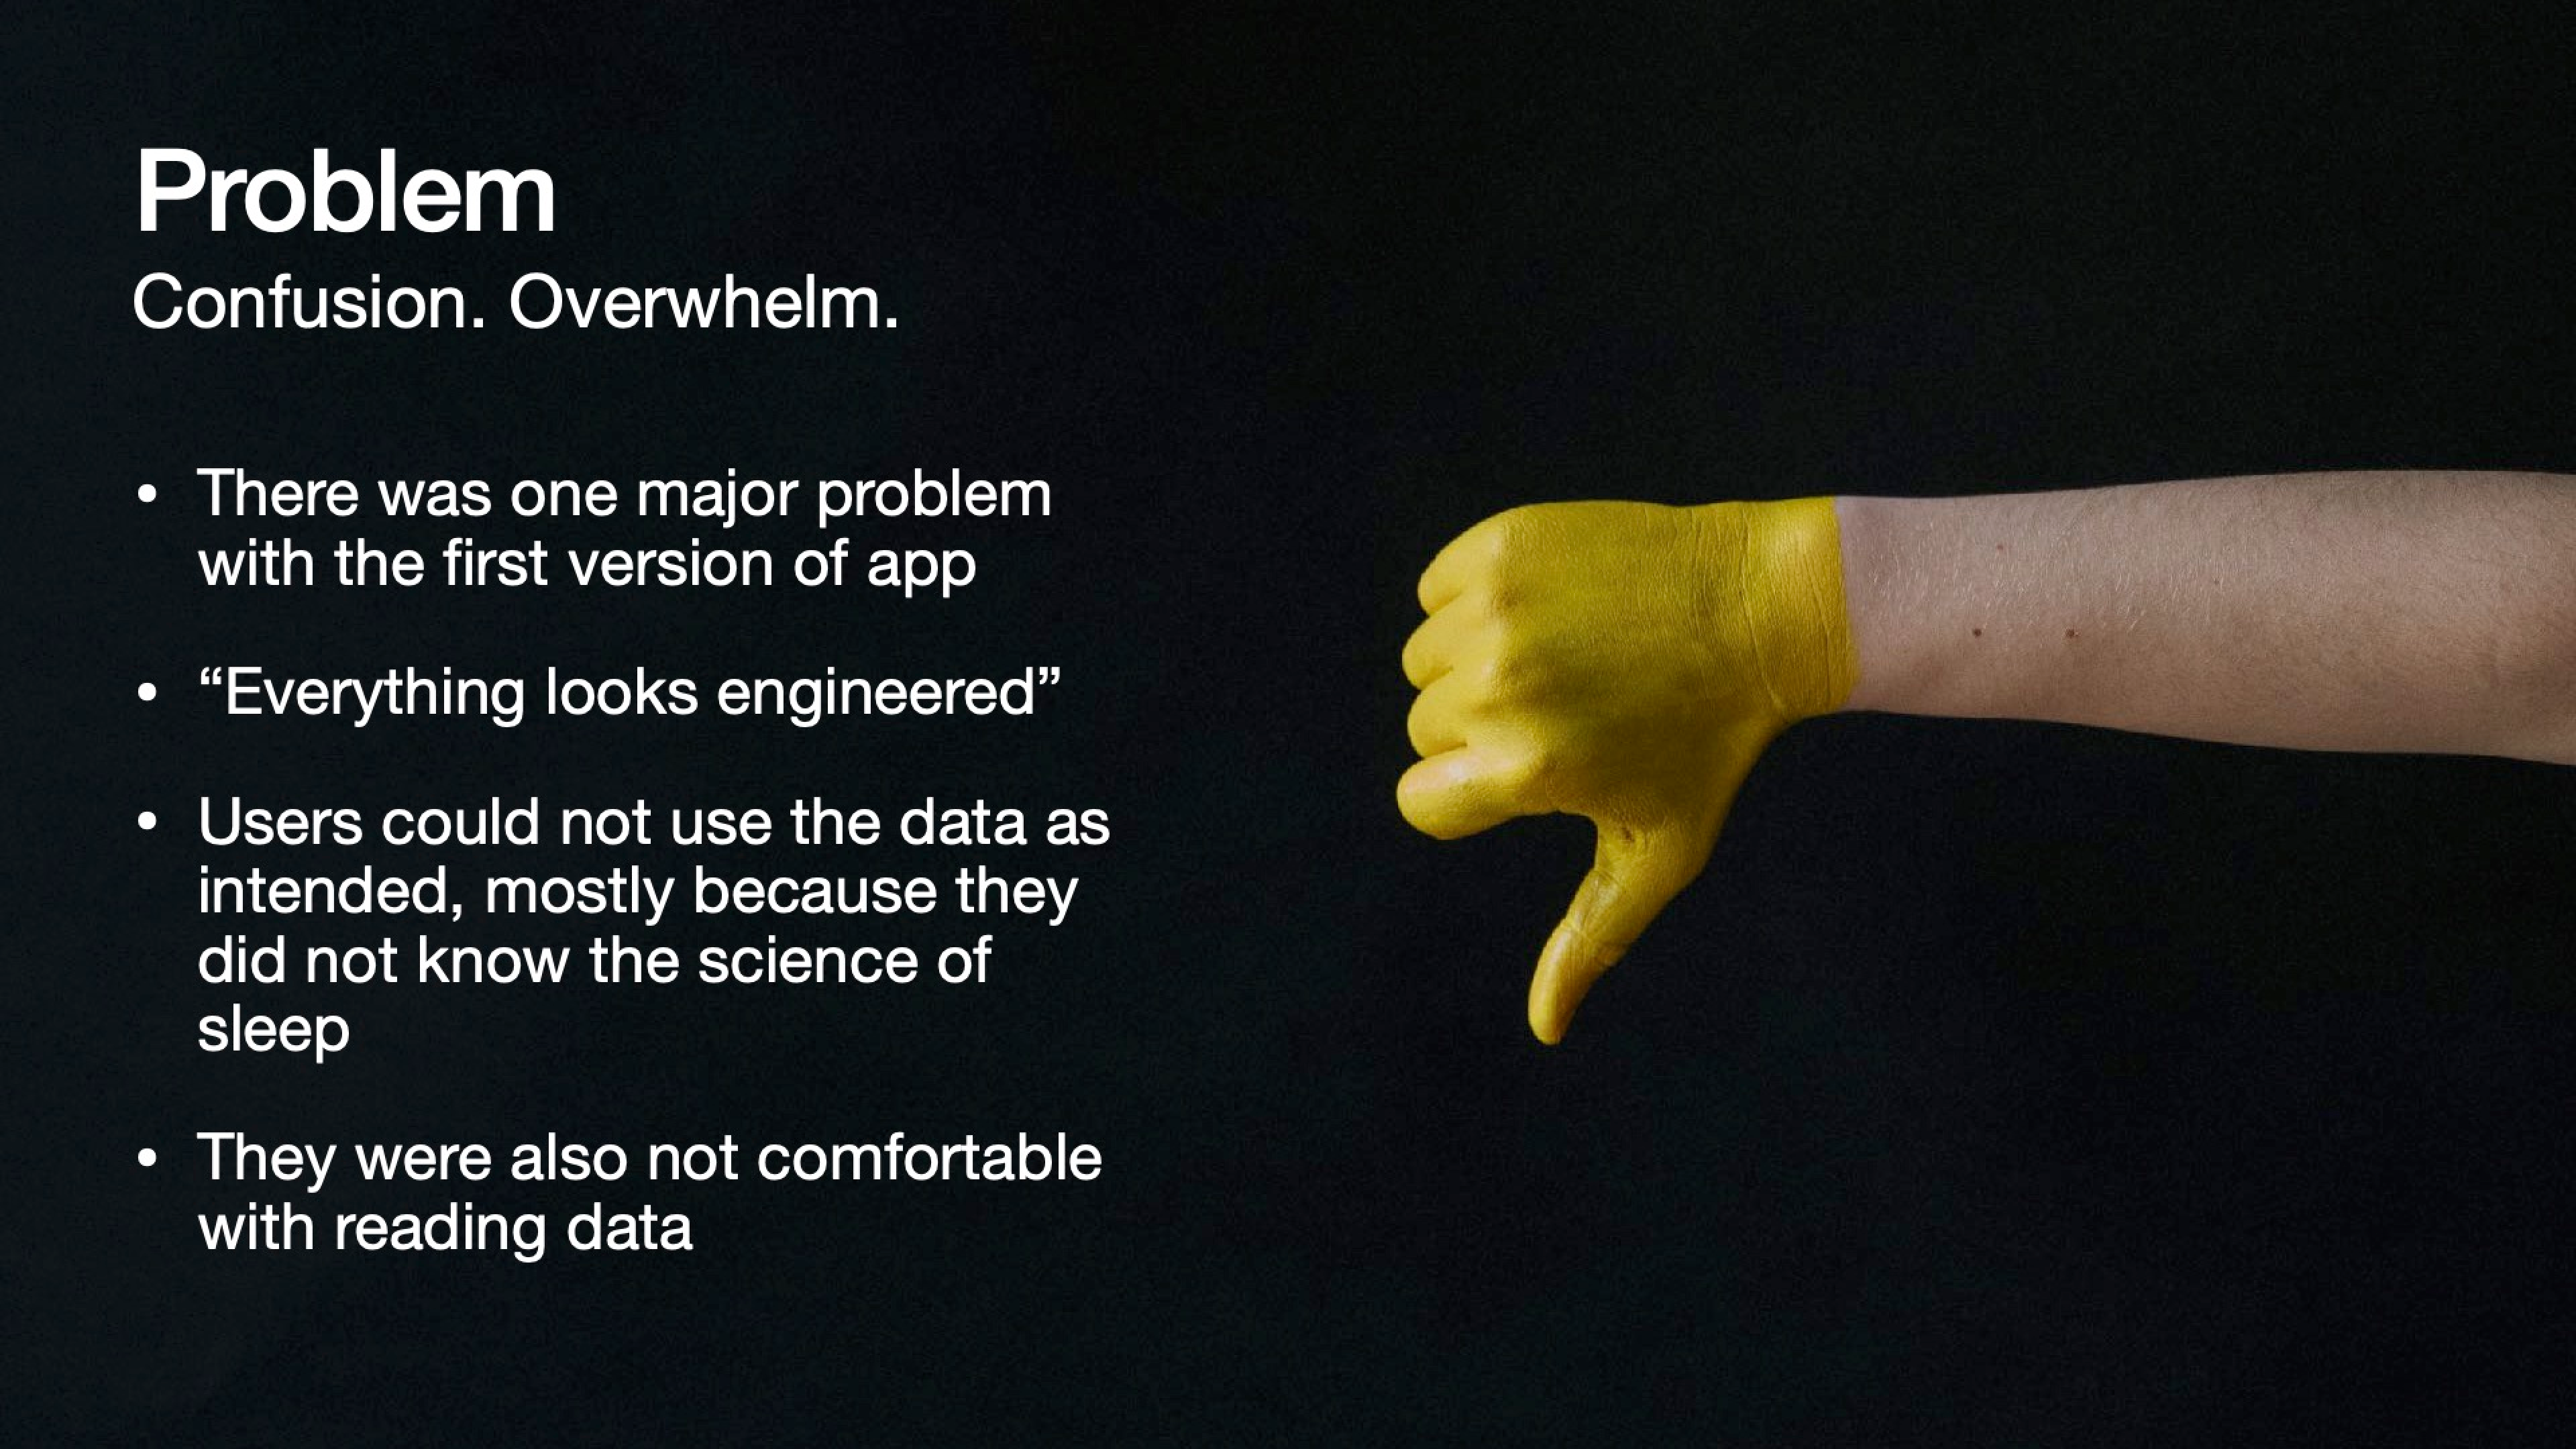 Problem
Confusion. Overwhelm.
• There was one major problem
with the first version of app
• “Everything looks engineered”
• Users could not use the data as
intended, mostly because they
did not know the science of
sleep
• They were also not comfortable
with reading data